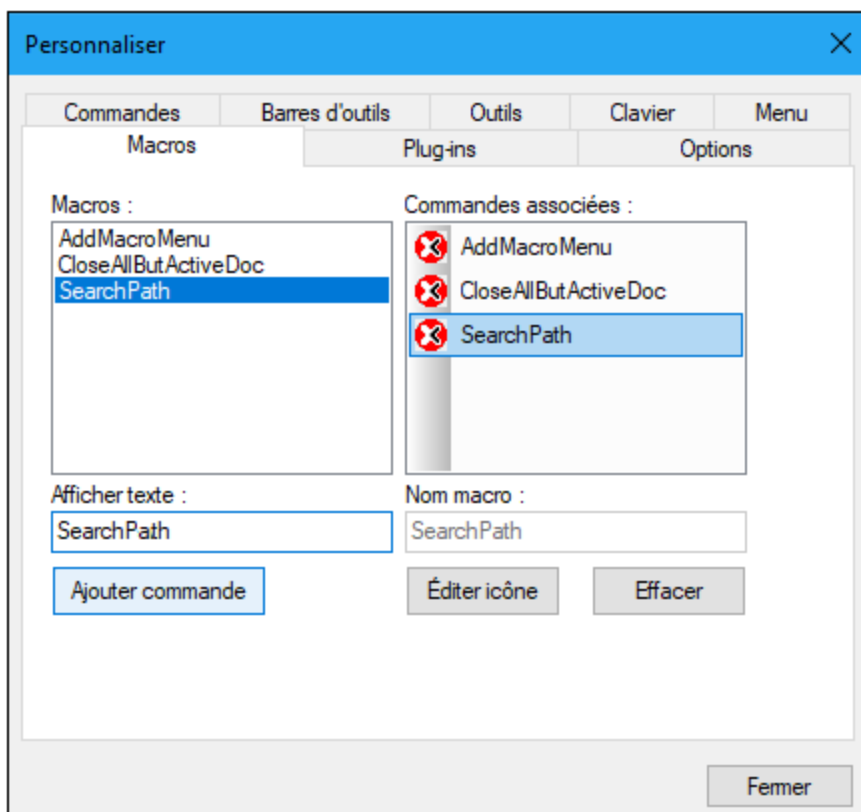 Personnaliser
Commandes Barres d'outils Outils Clavier Menu
Macros Plug-ins Options
Macros : Commandes associées :
AddMacroMenu AddMacroMenu
CloseAllButActiveDoc CloseAllButActiveDoc
SearchPath SearchPath
Afficher texte : Nom macro :
SearchPath SearchPath
Ajouter commande Éditer icône Effacer
Fermer